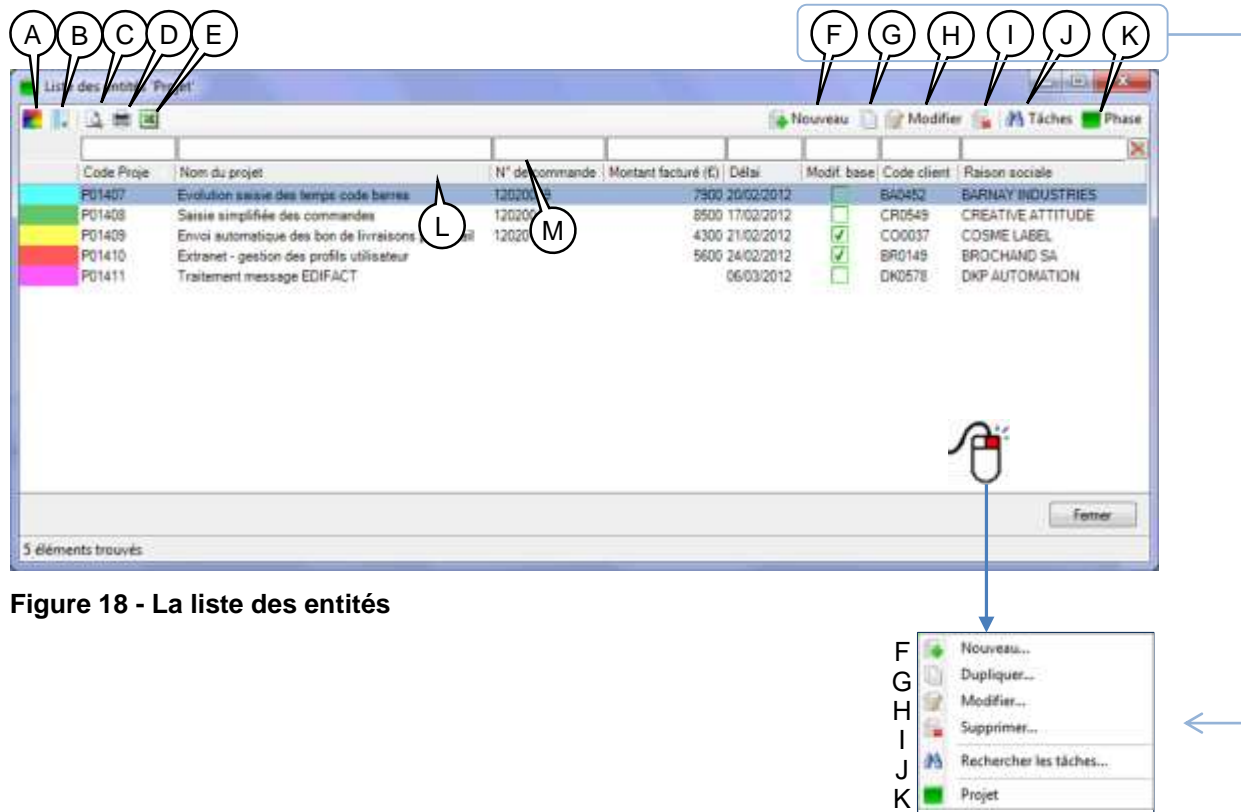 A B C D E F G H I J K
Liste des entités 'Projet'
Nouveau Modifier Tâches Phase
Code Proje Nom du projet N° de commande Montant facturé (€) Délai Modif. base Code client Raison sociale
P01407 Evolution saisie des temps code barres 7900 20/02/2012 BA0452 BARNAY INDUSTRIES
P01408 Saisie simplifiée des commandes 8500 17/02/2012 CR0549 CREATIVE ATTITUDE
P01409 Envoi automatique des bon de livraisons 4300 21/02/2012 CO0037 COSME LABEL
P01410 Extranet - gestion des profils utilisateur 5600 24/02/2012 BR0149 BROCHAND SA
P01411 Traitement message EDIFACT 06/03/2012 DK0578 DKP AUTOMATION
L M
Fermer
5 éléments trouvés
Figure 18 - La liste des entités
F Nouveau...
G Dupliquer...
H Modifier...
I Supprimer...
J Rechercher les tâches...
K Projet